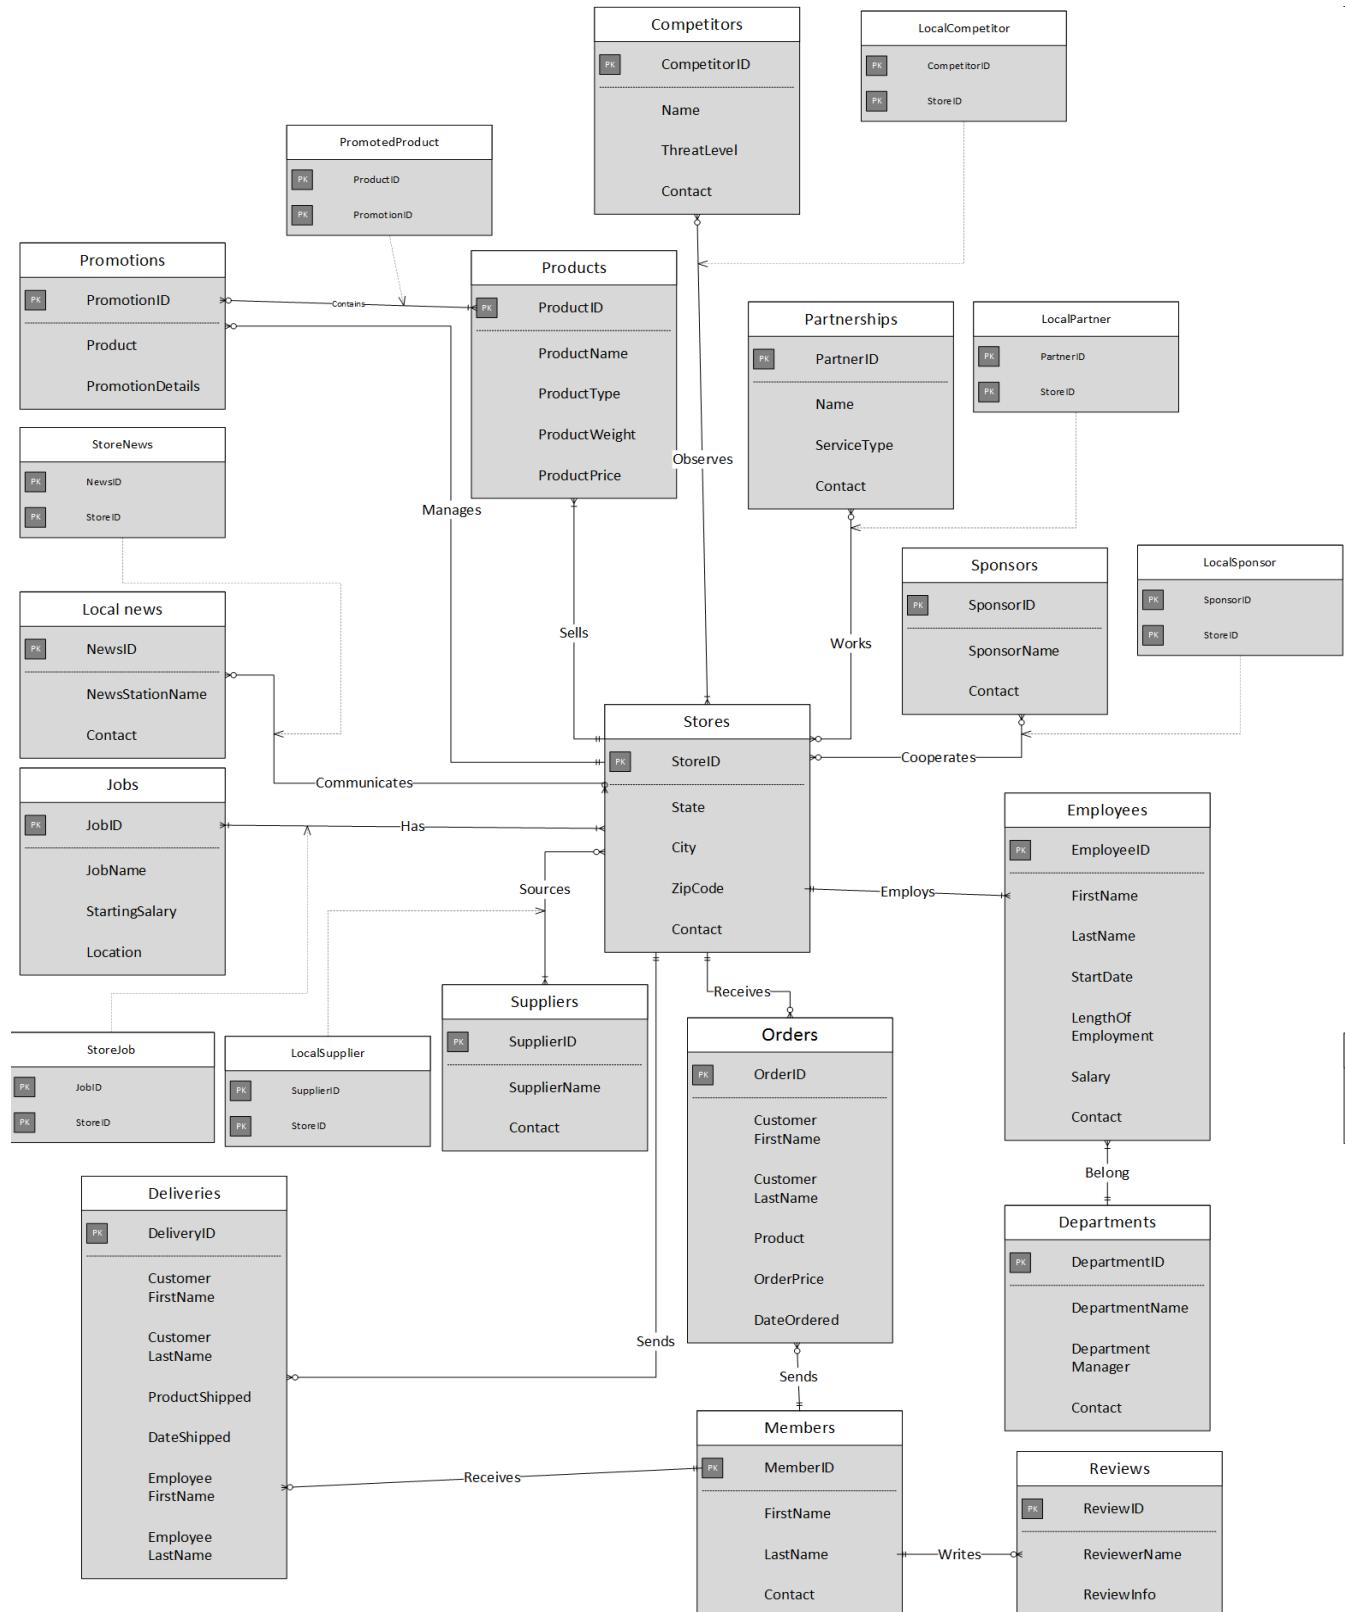 Competitors
PK CompetitorID
Name
ThreatLevel
Contact
LocalCompetitor
PK CompetitorID
PK StoreID
PromotedProduct
PK ProductID
PK PromotionID
Promotions
PK PromotionID
Product
PromotionDetails
Contains
Products
PK ProductID
ProductName
ProductType
ProductWeight
ProductPrice
Partnerships
PK PartnerID
Name
ServiceType
Contact
LocalPartner
PK PartnerID
PK StoreID
StoreNews
PK NewsID
PK StoreID
Manages
Observes
Sponsors
PK SponsorID
SponsorName
Contact
LocalSponsor
PK SponsorID
PK StoreID
Local news
PK NewsID
NewsStationName
Contact
Sells
Works
Stores
PK StoreID
State
City
ZipCode
Contact
Cooperates
Communicates
Jobs
PK JobID
JobName
StartingSalary
Location
Has
Sources
Employs
Employees
PK EmployeeID
FirstName
LastName
StartDate
LengthOf
Employment
Salary
Contact
StoreJob
PK JobID
PK StoreID
LocalSupplier
PK SupplierID
PK StoreID
Suppliers
PK SupplierID
SupplierName
Contact
Receives
Orders
PK OrderID
Customer
FirstName
Customer
LastName
Product
OrderPrice
DateOrdered
Belong
Departments
PK DepartmentID
DepartmentName
Department
Manager
Contact
Deliveries
PK DeliveryID
Customer
FirstName
Customer
LastName
ProductShipped
DateShipped
Employee
FirstName
Employee
LastName
Sends
Sends
Receives
Members
PK MemberID
FirstName
LastName
Contact
Writes
Reviews
PK ReviewID
ReviewerName
ReviewInfo